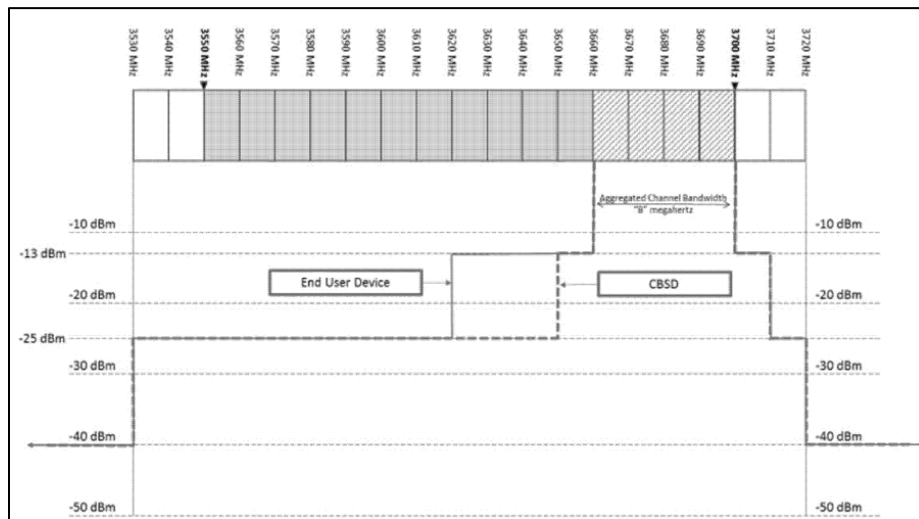 3530 MHz
3540 MHz
3550 MHz
3560 MHz
3570 MHz
3580 MHz
3590 MHz
3600 MHz
3610 MHz
3620 MHz
3630 MHz
3640 MHz
3650 MHz
3660 MHz
3670 MHz
3680 MHz
3690 MHz
3700 MHz
3710 MHz
3720 MHz
Aggregated Channel Bandwidth
"B" megahertz
-10 dBm
-10 dBm
-13 dBm
End User Device
CBSD
-20 dBm
-20 dBm
-25 dBm
-30 dBm
-30 dBm
-40 dBm
-40 dBm
-50 dBm
-50 dBm